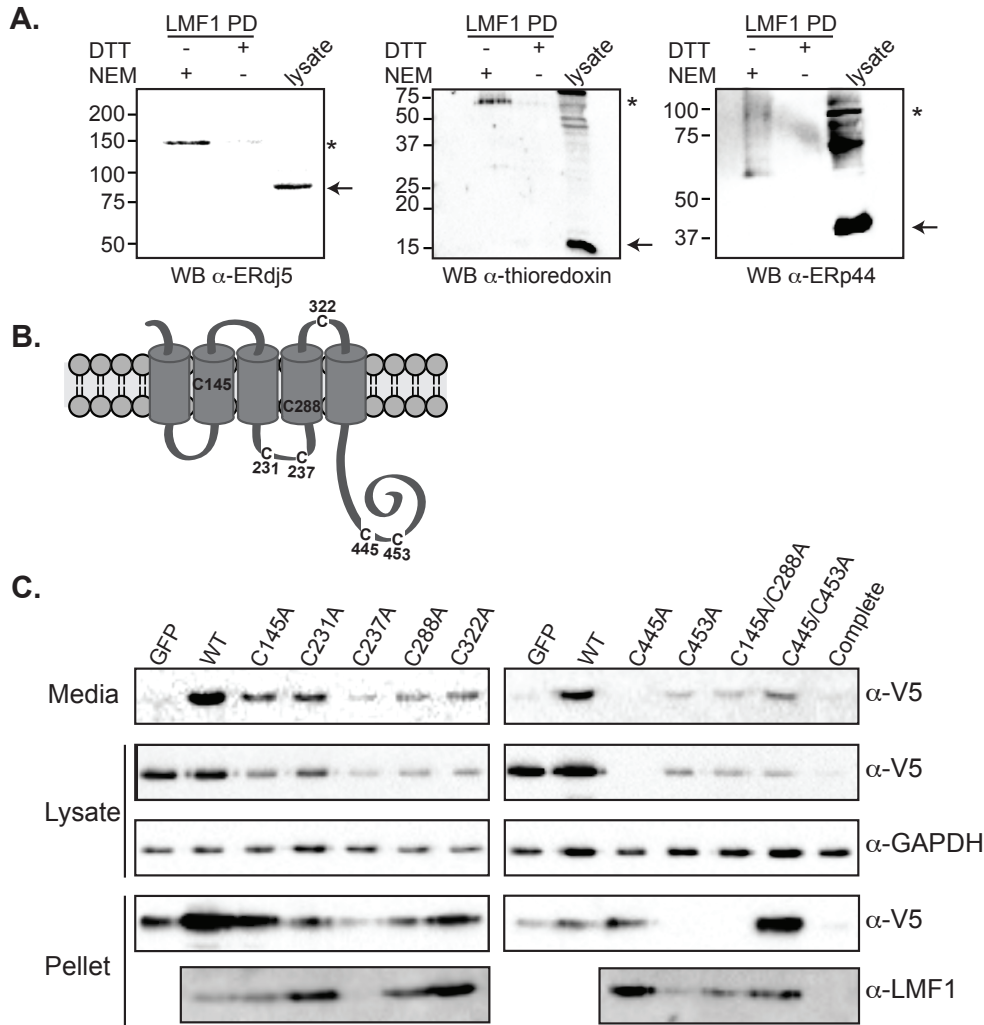 A.
LMF1 PD LMF1 PD LMF1 PD
DTT - + lysate DTT - + lysate DTT - + lysate
NEM + - NEM + - NEM + -
200
150
100
75
50
*
WB α-ERdj5
75
50
37
25
20
15
*
WB α-thioredoxin
100
75
50
37
*
WB α-ERp44
B.
322
C
C145
C288
C C
231 237
C C
445 453
C.
GFP WT C145A C231A C237A C288A C322A GFP WT C445A C453A C145A/C288A C445/C453A Complete
Media α-V5
Lysate α-V5
α-GAPDH
Pellet α-V5
α-LMF1